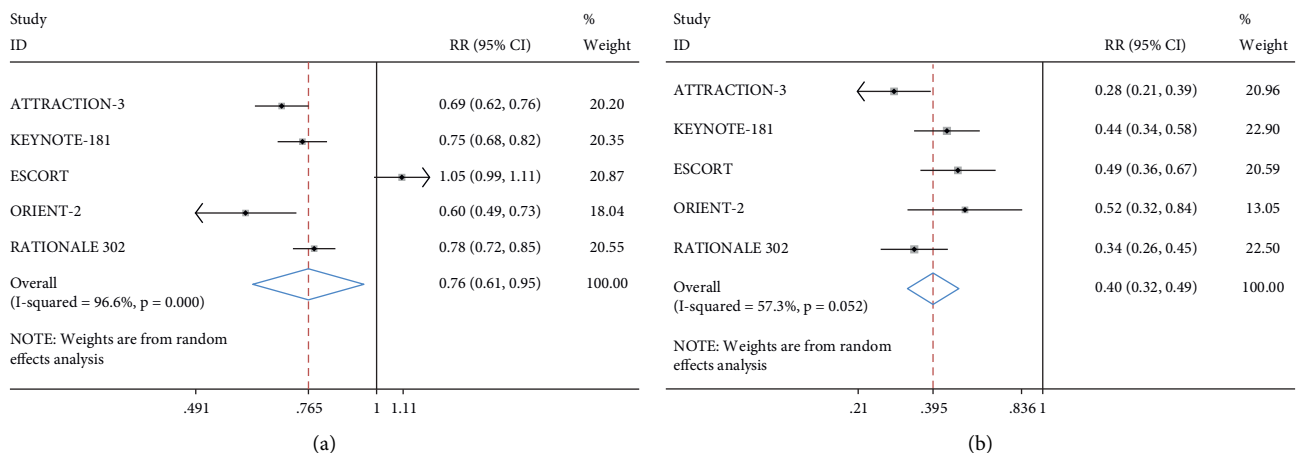 Study %
ID RR (95% CI) Weight
ATTRACTION-3 0.69 (0.62, 0.76) 20.20
KEYNOTE-181 0.75 (0.68, 0.82) 20.35
ESCORT 1.05 (0.99, 1.11) 20.87
ORIENT-2 0.60 (0.49, 0.73) 18.04
RATIONALE 302 0.78 (0.72, 0.85) 20.55
Overall 0.76 (0.61, 0.95) 100.00
(I-squared = 96.6%, p = 0.000)
NOTE: Weights are from random
effects analysis
.491 .765 1 1.11
(a)
Study %
ID RR (95% CI) Weight
ATTRACTION-3 0.28 (0.21, 0.39) 20.96
KEYNOTE-181 0.44 (0.34, 0.58) 22.90
ESCORT 0.49 (0.36, 0.67) 20.59
ORIENT-2 0.52 (0.32, 0.84) 13.05
RATIONALE 302 0.34 (0.26, 0.45) 22.50
Overall 0.40 (0.32, 0.49) 100.00
(I-squared = 57.3%, p = 0.052)
NOTE: Weights are from random
effects analysis
.21 .395 .836 1
(b)